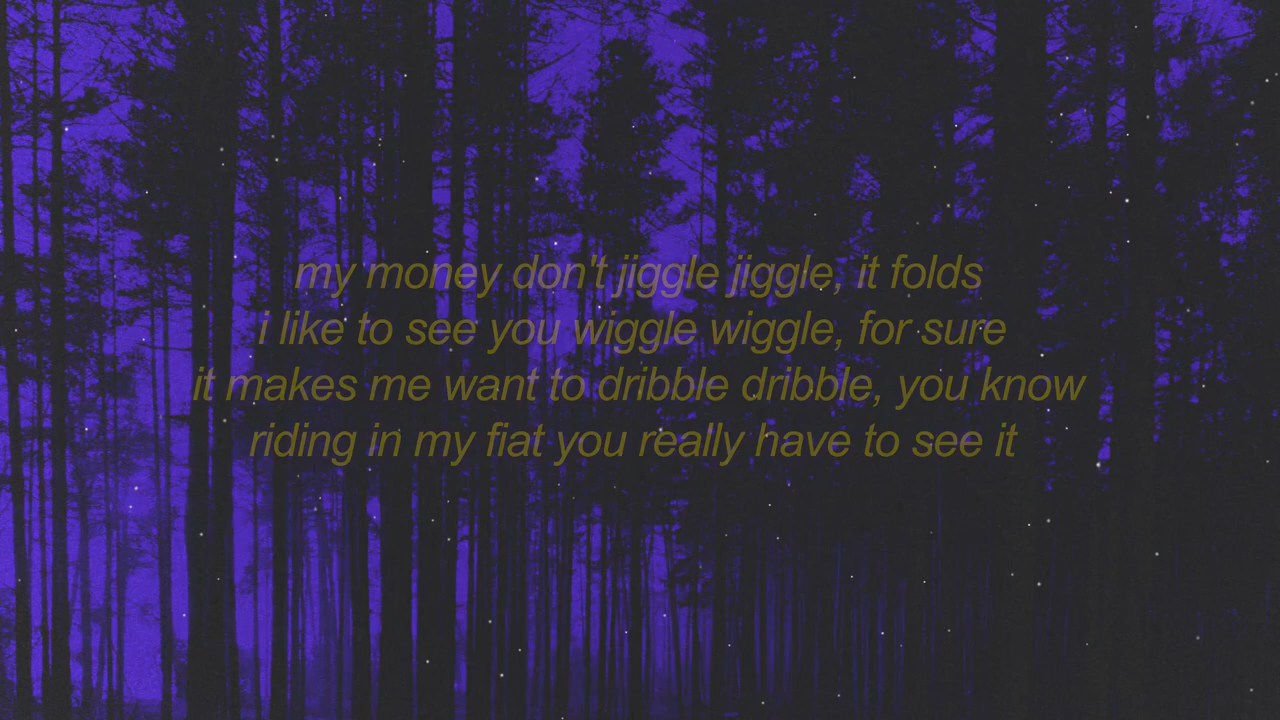 my money don't jiggle jiggle, it folds
i like to see you wiggle wiggle, for sure
it makes me want to dribble dribble, you know
riding in my fiat you really have to see it